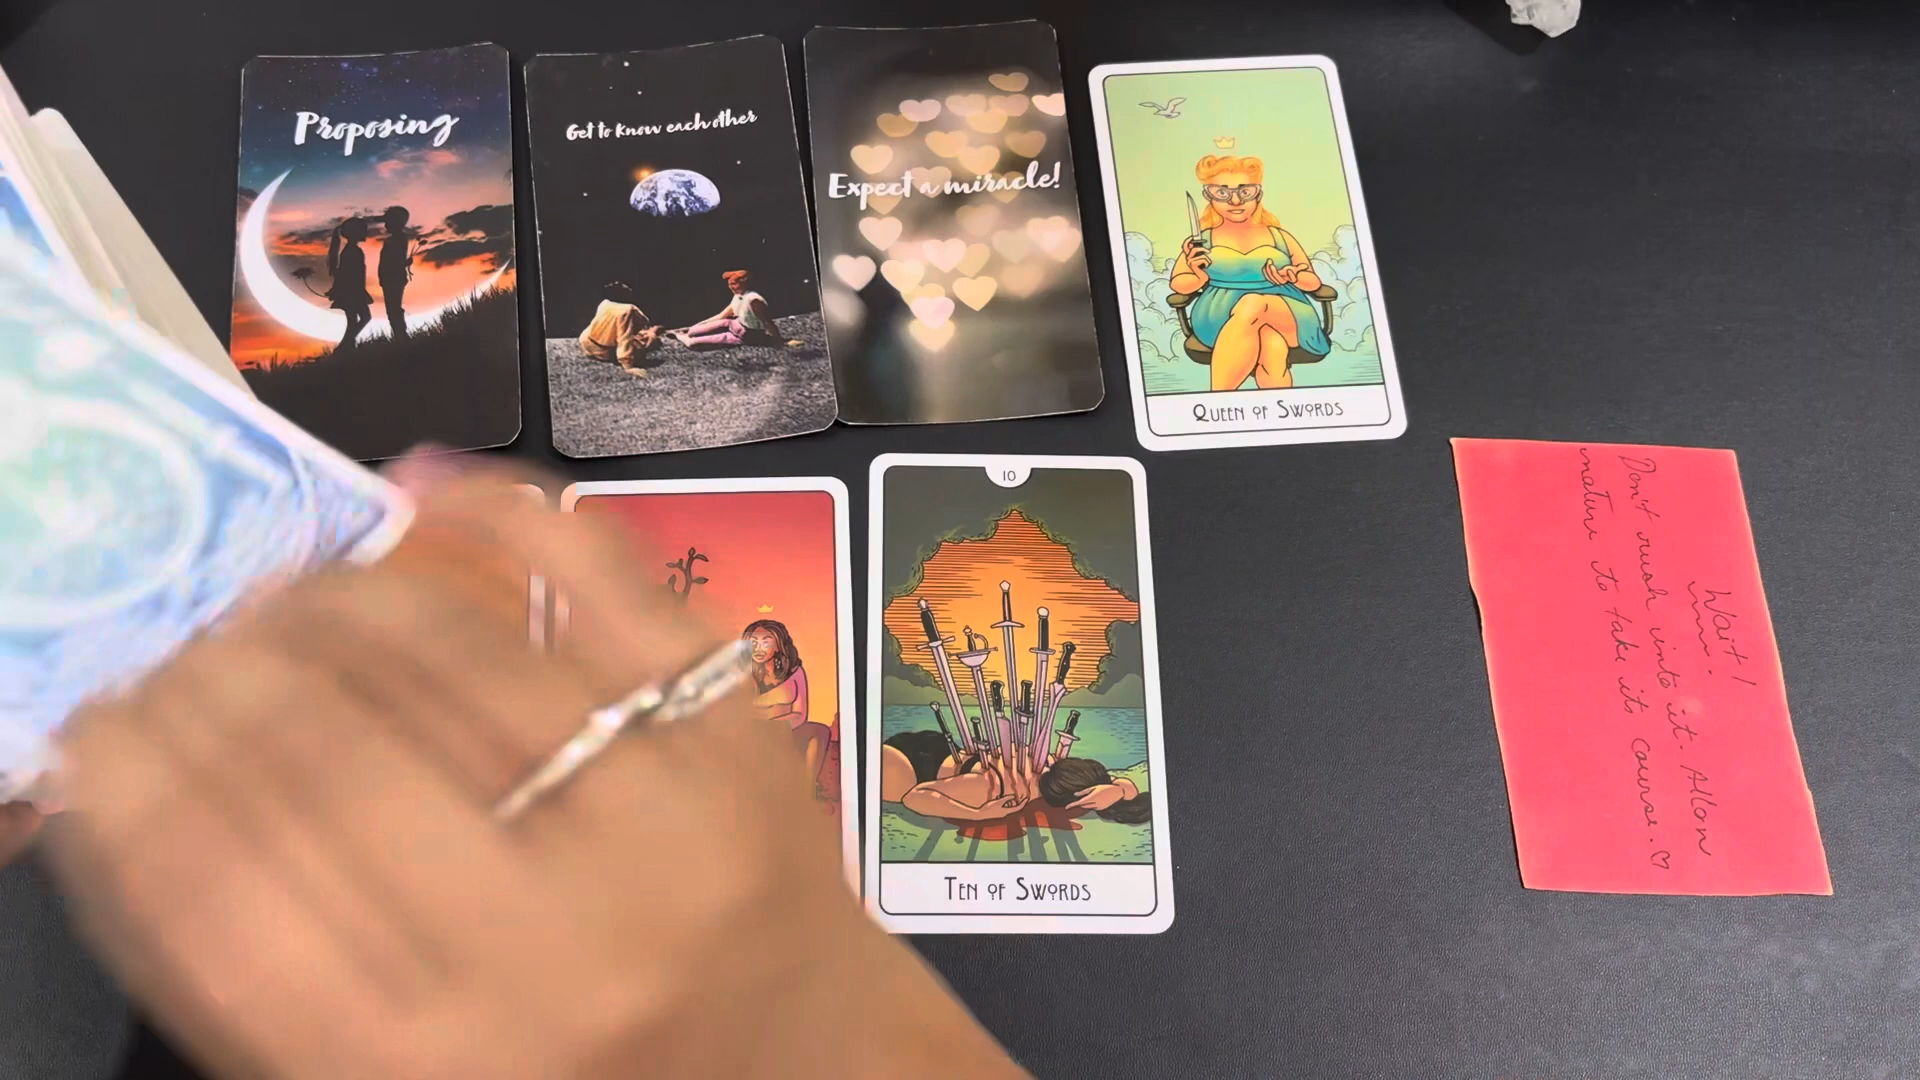 Proposing
Get to know each other
Expect a miracle!
QUEEN OF SWORDS
10
TEN OF SWORDS
Wait!
Don't rush into it. Allow
nature to take its course. ♡